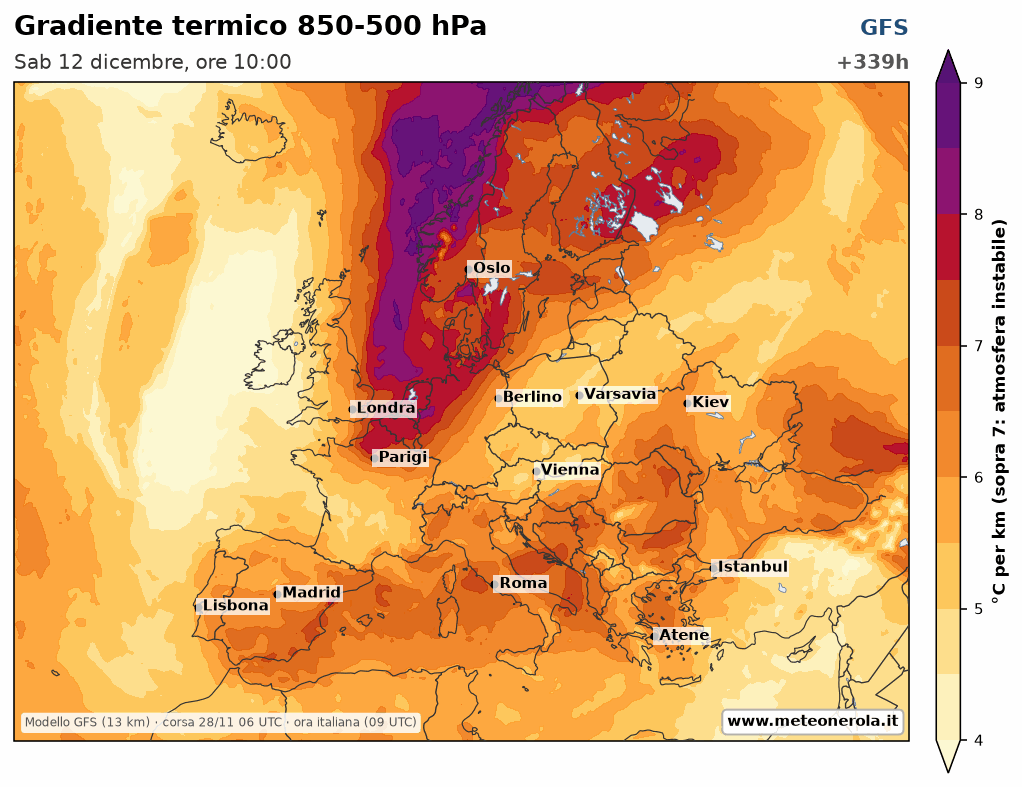 Gradiente termico 850-500 hPa
GFS
Sab 12 dicembre, ore 10:00
+339h
9
8
7
6
5
4
°C per km (sopra 7: atmosfera instabile)
Oslo
Londra
Berlino
Varsavia
Kiev
Parigi
Vienna
Istanbul
Roma
Madrid
Lisbona
Atene
Modello GFS (13 km) · corsa 28/11 06 UTC · ora italiana (09 UTC)
www.meteonerola.it